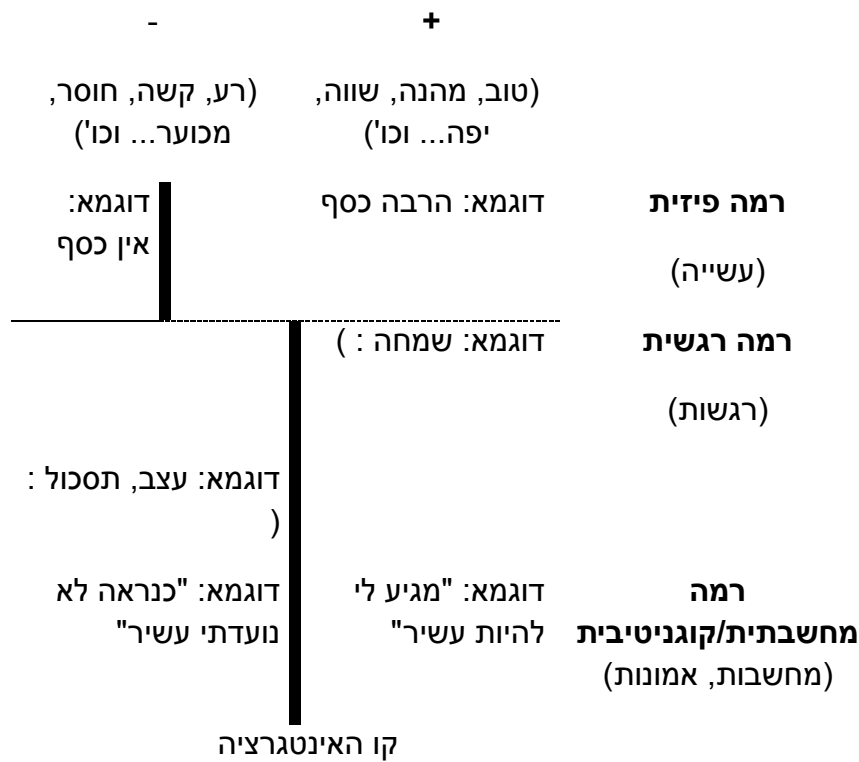 + -
(טוב, מהנה, שווה, (רע, קשה, חוסר,
יפה... וכו') מכוער... וכו')
רמה פיזית דוגמא: הרבה כסף דוגמא:
אין כסף
(עשייה)
רמה רגשית דוגמא: שמחה : )
(רגשות)
דוגמא: עצב, תסכול :
(
רמה דוגמא: "מגיע לי דוגמא: "כנראה לא
מחשבתית/קוגניטיבית להיות עשיר" נועדתי עשיר"
(מחשבות, אמונות)
קו האינטגרציה